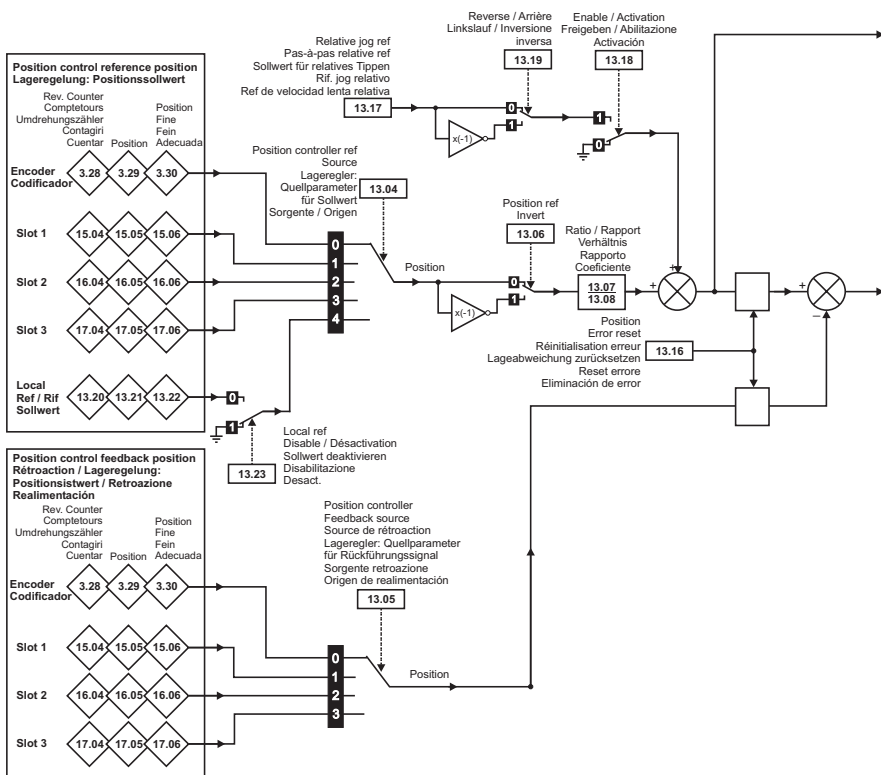 Position control reference position
Lageregelung: Positionssollwert
Rev. Counter
Comptetours
Umdrehungszähler
Contagiri
Cuentar
Position
Position
Fine
Fein
Adecuada
Encoder
Codificador
3.28
3.29
3.30
Slot 1
15.04
15.05
15.06
Slot 2
16.04
16.05
16.06
Slot 3
17.04
17.05
17.06
Local
Ref / Rif
Sollwert
13.20
13.21
13.22
0
1
Local ref
Disable / Désactivation
Sollwert deaktivieren
Disabilitazione
Desact.
13.23
Position controller ref
Source
Lageregler:
Quellparameter
für Sollwert
Sorgente / Origen
13.04
0
1
2
3
4
Position
Relative jog ref
Pas-à-pas relative ref
Sollwert für relatives Tippen
Rif. jog relativo
Ref de velocidad lenta relativa
13.17
x(-1)
Reverse / Arrière
Linkslauf / Inversione
inversa
13.19
0
1
Enable / Activation
Freigeben / Abilitazione
Activación
13.18
1
0
x(-1)
Position ref
Invert
13.06
0
1
Ratio / Rapport
Verhältnis
Rapporto
Coeficiente
13.07
13.08
+
+
+
–
Position
Error reset
Réinitialisation erreur
Lageabweichung zurücksetzen
Reset errore
Eliminación de error
13.16
Position control feedback position
Rétroaction / Lageregelung:
Positionsistwert / Retroazione
Realimentación
Rev. Counter
Comptetours
Umdrehungszähler
Contagiri
Cuentar
Position
Position
Fine
Fein
Adecuada
Encoder
Codificador
3.28
3.29
3.30
Slot 1
15.04
15.05
15.06
Slot 2
16.04
16.05
16.06
Slot 3
17.04
17.05
17.06
Position controller
Feedback source
Source de rétroaction
Lageregler: Quellparameter
für Rückführungssignal
Sorgente retroazione
Origen de realimentación
13.05
0
1
2
3
Position